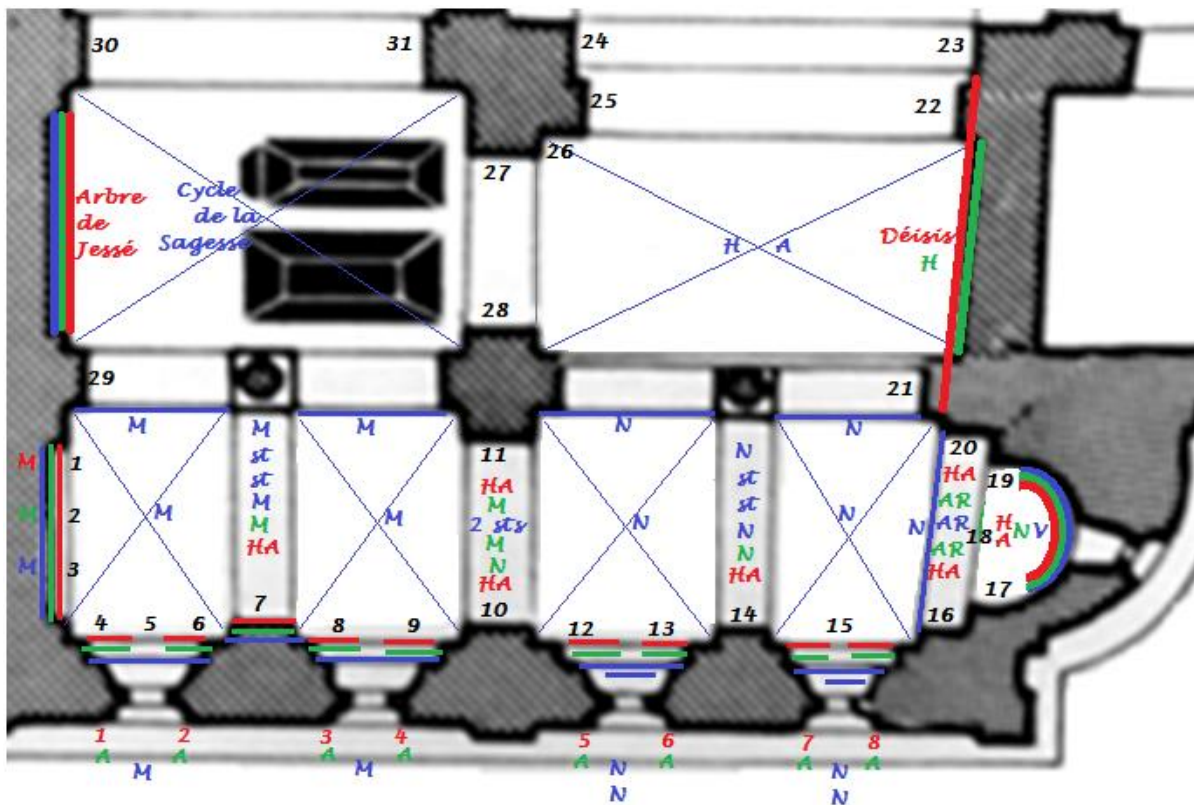 30
31
24
23
25
22
26
27
Arbre
de
Jessé
Cycle
de la
Sagesse
H A
Déisis
H
28
29
21
M
M
N
N
M
st
st
M
M
HA
N
st
st
N
N
HA
M
M
M
1
2
3
M
M
11
HA
M
2 sts
M
N
HA
10
N
N
N
20
HA
AR
AR
AR
HA
16
19
18
H
A
N V
17
4 5 6
7
8 9
12 13
14
15
1 2
A A
M
3 4
A A
M
5 6
A A
N
N
7 8
A A
N
N